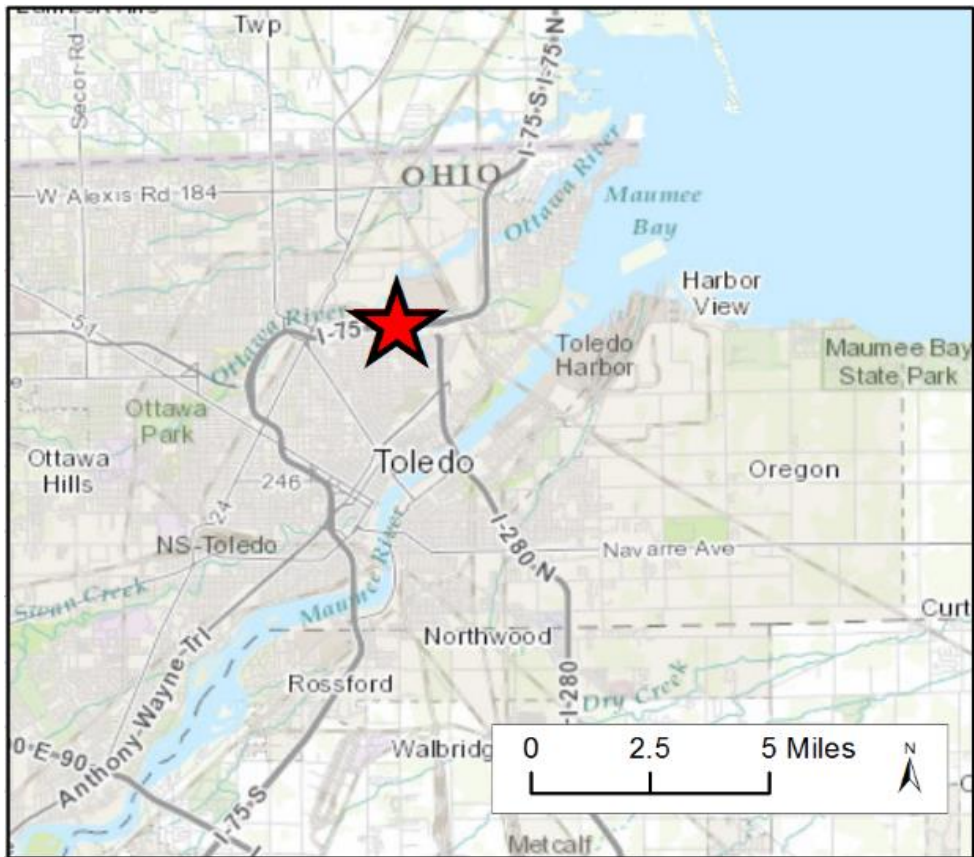 Twp
I-75-S-I-75-N
Secor Rd
OHIO
W Alexis Rd 184
Ottawa River
Maumee
Bay
Harbor
View
51
Ottawa River
I-75
Toledo
Harbor
Maumee Bay
State Park
Ottawa
Park
Ottawa
Hills
Toledo
246
24
Oregon
NS-Toledo
Maumee River
I-280-N
Navarre Ave
Swan Creek
Northwood
Anthony-Wayne-Trl
Rossford
I-280
Dry Creek
0 2.5 5 Miles
N
I-75-S
Metcalf